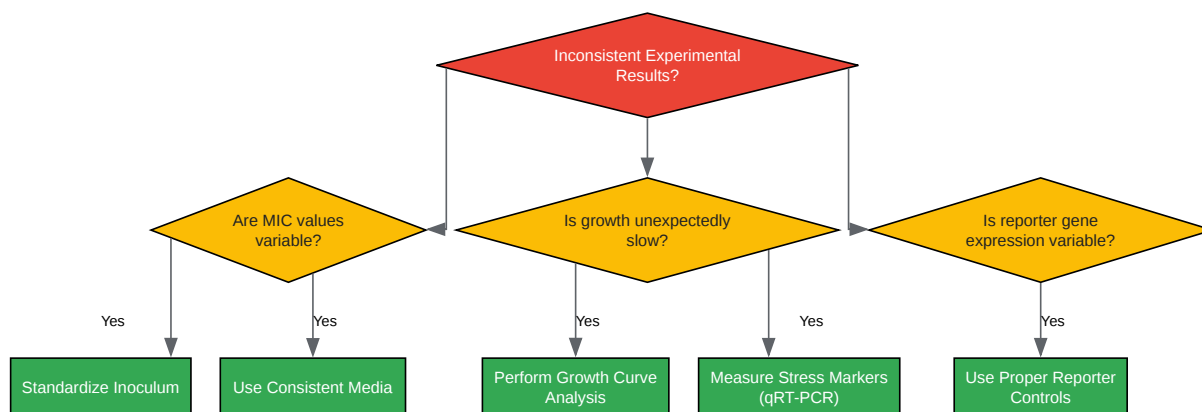 Inconsistent Experimental
Results?
Are MIC values
variable?
Is growth unexpectedly
slow?
Is reporter gene
expression variable?
Yes
Yes
Yes
Yes
Yes
Standardize Inoculum
Use Consistent Media
Perform Growth Curve
Analysis
Measure Stress Markers
(qRT-PCR)
Use Proper Reporter
Controls